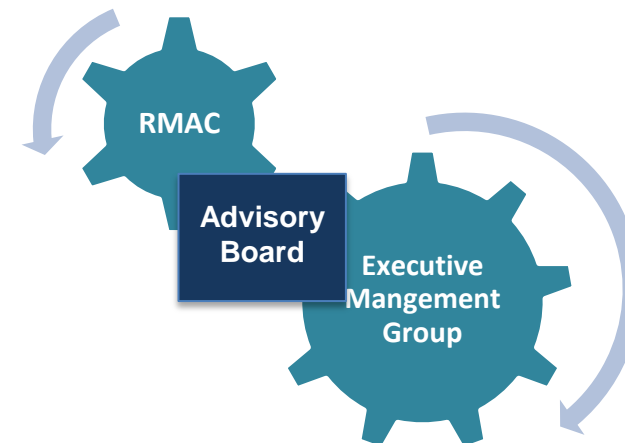 RMAC
Advisory
Board
Executive
Mangement
Group